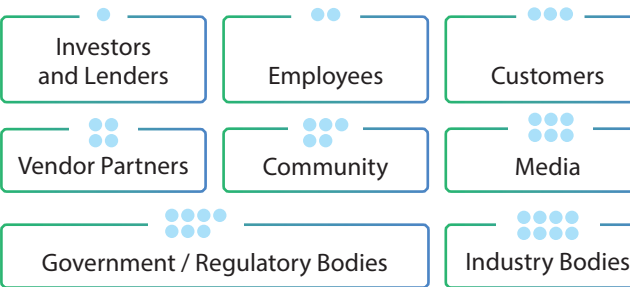 Investors
and Lenders
Employees
Customers
Vendor Partners
Community
Media
Government / Regulatory Bodies
Industry Bodies